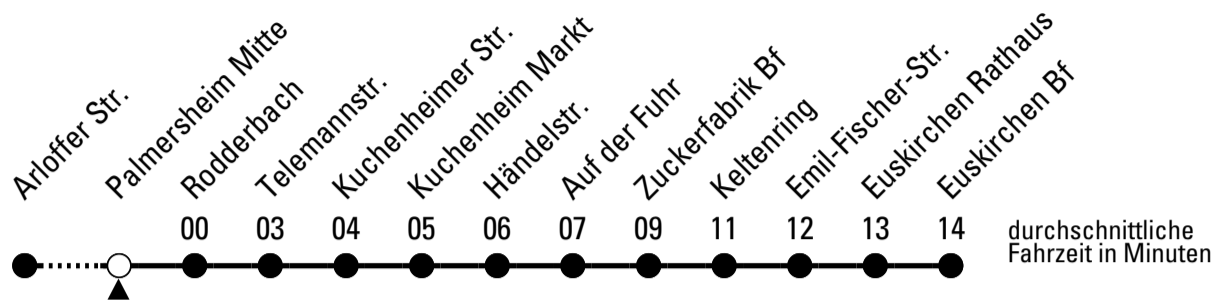 Arloffer Str.
Palmersheim Mitte
Rodderbach
Telemannstr.
Kuchenheimer Str.
Kuchenheim Markt
Händelstr.
Auf der Fuhr
Zuckerfabrik Bf
Keltenring
Emil-Fischer-Str.
Euskirchen Rathaus
Euskirchen Bf
00 03 04 05 06 07 09 11 12 13 14
durchschnittliche
Fahrzeit in Minuten